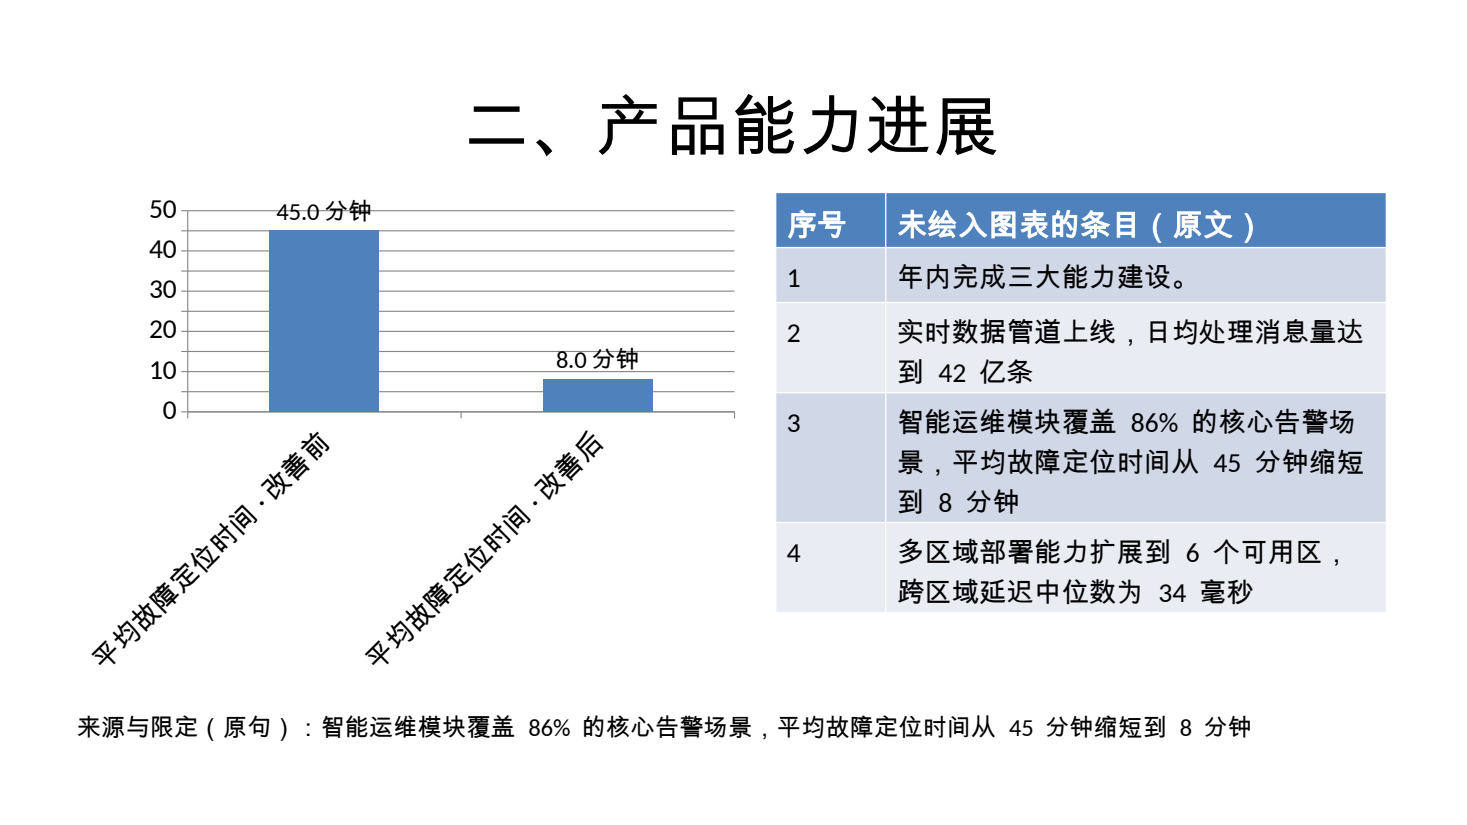 二、产品能力进展
50
40
30
20
10
0
45.0 分钟
8.0 分钟
平均故障定位时间 · 改善前
平均故障定位时间 · 改善后
序号
未绘入图表的条目（原文）
1
年内完成三大能力建设。
2
实时数据管道上线，日均处理消息量达
到 42 亿条
3
智能运维模块覆盖 86% 的核心告警场
景，平均故障定位时间从 45 分钟缩短
到 8 分钟
4
多区域部署能力扩展到 6 个可用区，
跨区域延迟中位数为 34 毫秒
来源与限定（原句）：智能运维模块覆盖 86% 的核心告警场景，平均故障定位时间从 45 分钟缩短到 8 分钟